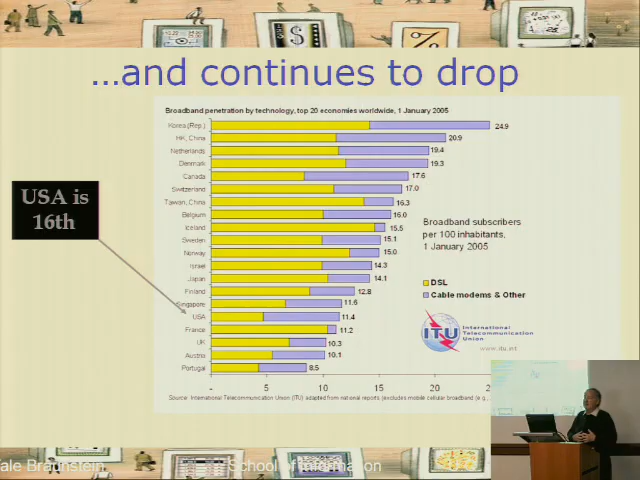 ...and continues to drop
Broadband penetration by technology, top 20 economies worldwide, 1 January 2005
Korea (Rep.) 24.9
HK, China 20.9
Netherlands 19.4
Denmark 19.3
Canada 17.6
Switzerland 17.0
Taiwan, China 16.3
Belgium 16.0
Iceland 15.5
Sweden 15.1
Norway 15.0
Israel 14.3
Japan 14.1
Finland 12.8
Singapore 11.6
USA 11.4
France 11.2
UK 10.3
Austria 10.1
Portugal 8.5
USA is
16th
Broadband subscribers
per 100 inhabitants,
1 January 2005
DSL
Cable modems & Other
ITU
International
Telecommunication
Union
www.itu.int
- 5 10 15 20
Source: International Telecommunication Union (ITU) adapted from national reports (excludes mobile cellular broadband (e.g.,
Yale Braunstein School of Information